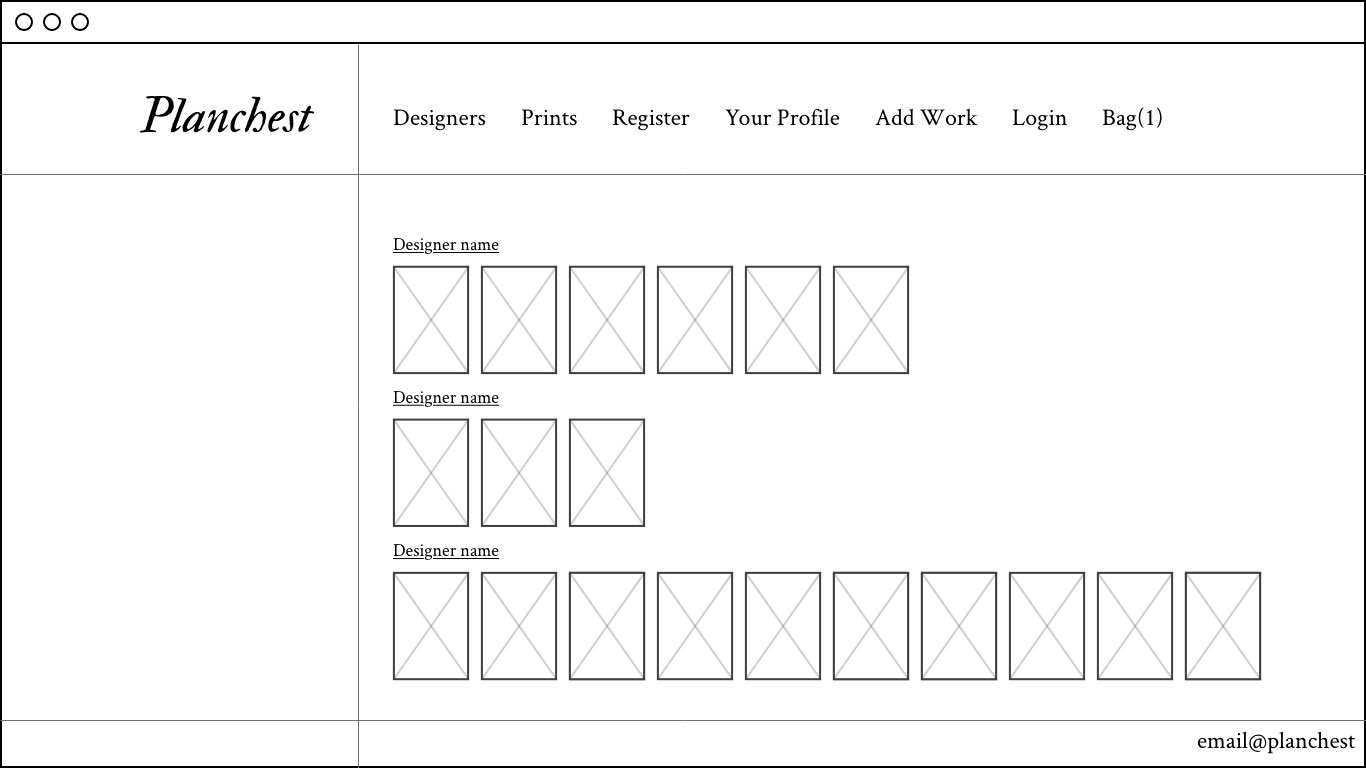 Planchest
Designers Prints Register Your Profile Add Work Login Bag(1)
Designer name
Designer name
Designer name
email@planchest